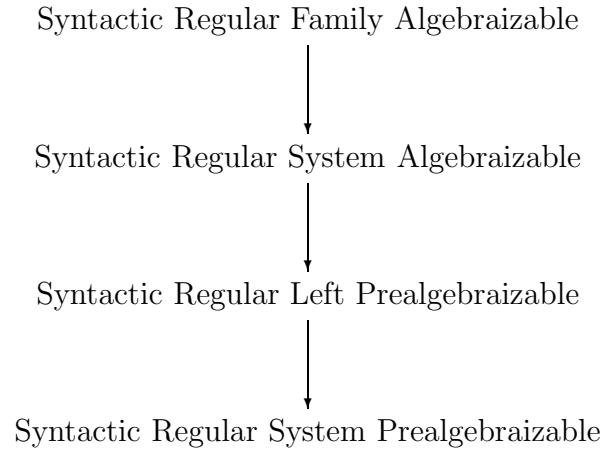 Syntactic Regular Family Algebraizable
Syntactic Regular System Algebraizable
Syntactic Regular Left Prealgebraizable
Syntactic Regular System Prealgebraizable